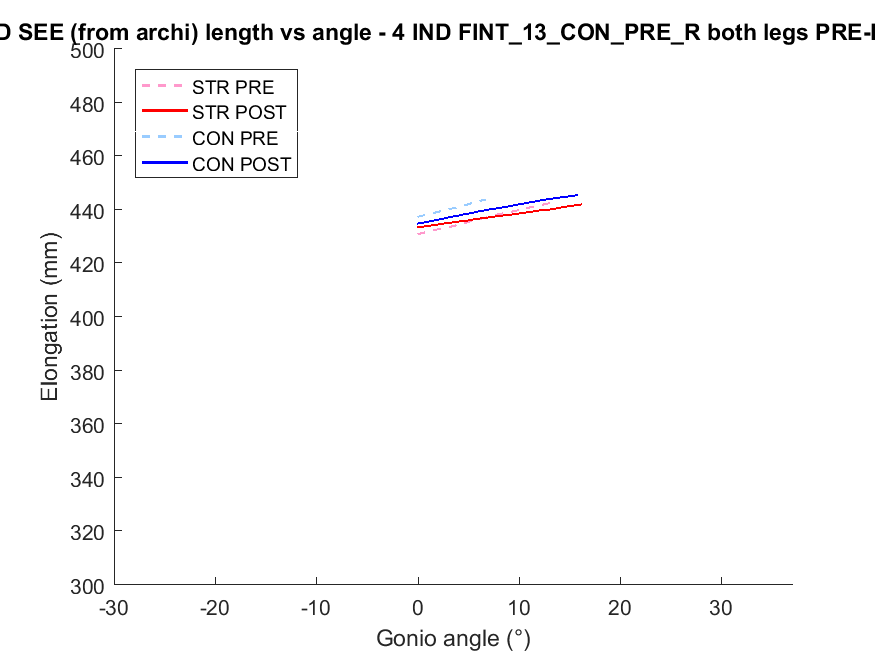 D SEE (from archi) length vs angle - 4 IND FINT_13_CON_PRE_R both legs PRE-
500
480
460
440
420
400
380
360
340
320
300
STR PRE
STR POST
CON PRE
CON POST
Elongation (mm)
-30 -20 -10 0 10 20 30
Gonio angle (°)